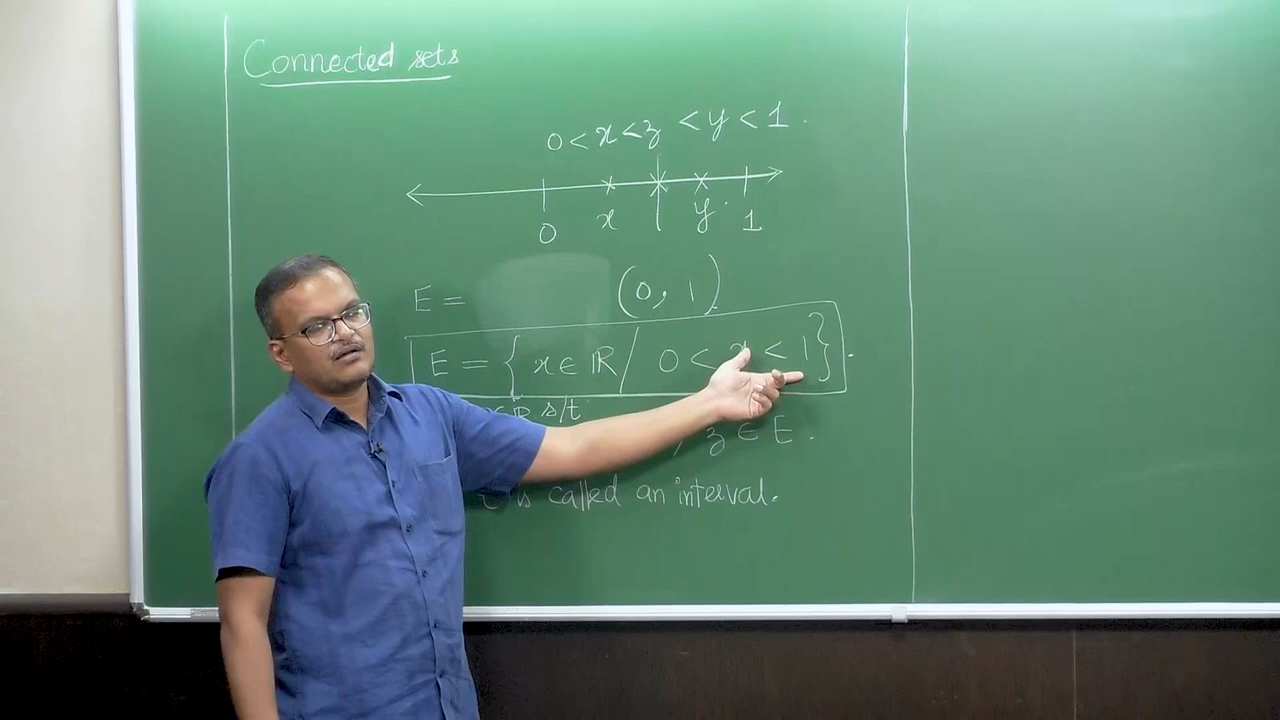 Connected sets
0 < x < z < y < 1 .
0 x y 1
E = (0, 1)
E = { x ∈ ℝ / 0 < x < 1 } .
s/t
, z ∈ E .
is called an interval.